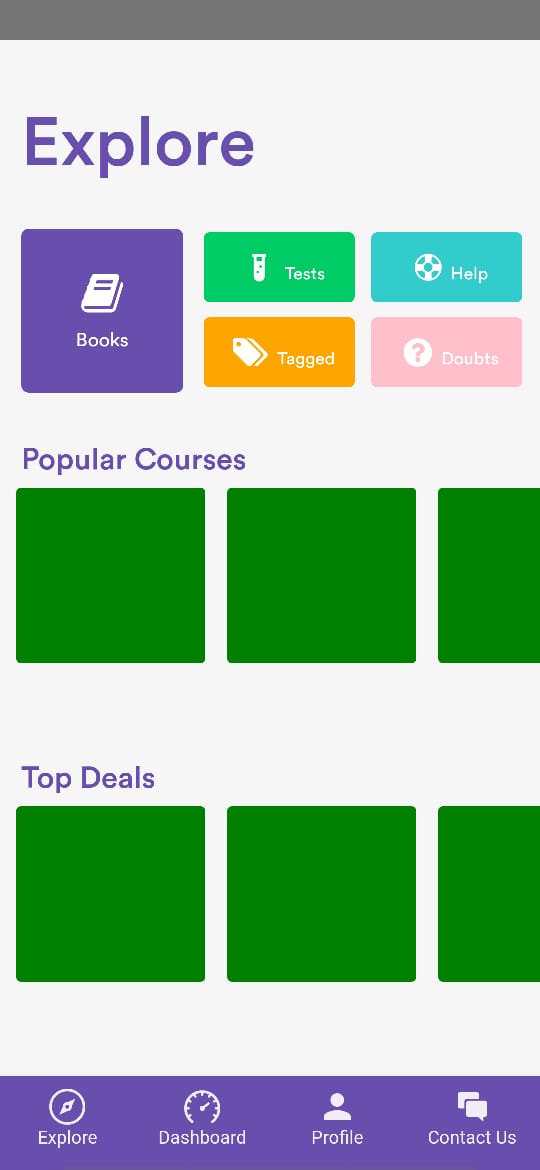 Explore
Books
Tests
Help
Tagged
Doubts
Popular Courses
Top Deals
Explore
Dashboard
Profile
Contact Us